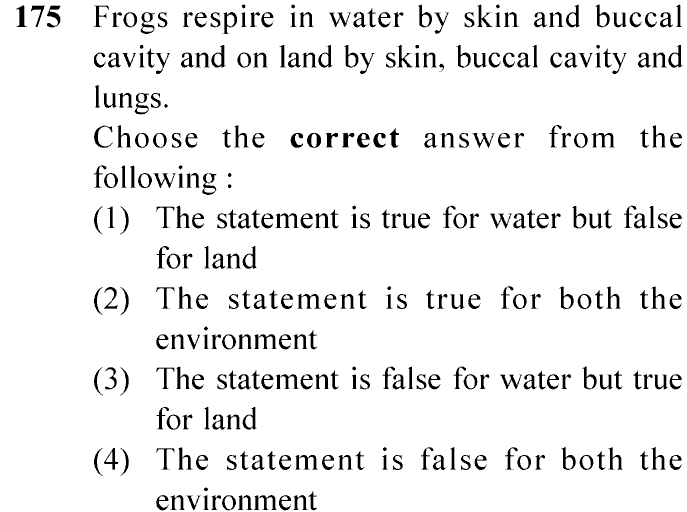 175 Frogs respire in water by skin and buccal
cavity and on land by skin, buccal cavity and
lungs.
Choose the correct answer from the
following :
(1) The statement is true for water but false
for land
(2) The statement is true for both the
environment
(3) The statement is false for water but true
for land
(4) The statement is false for both the
environment